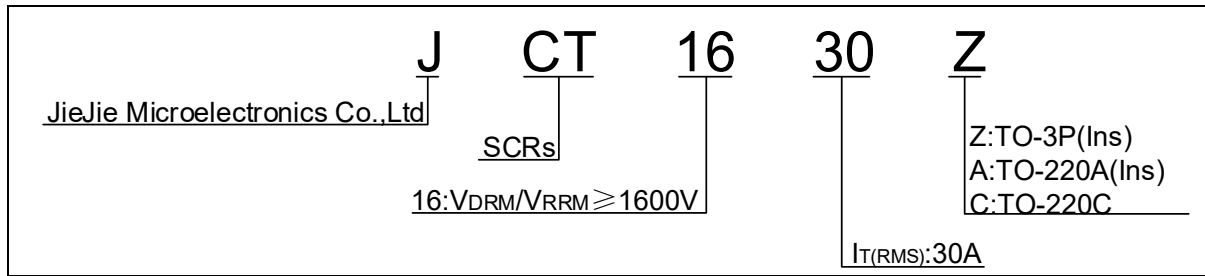 J CT 16 30 Z
JieJie Microelectronics Co.,Ltd
SCRs
16:VDRM/VRRM≥1600V
Z:TO-3P(Ins)
A:TO-220A(Ins)
C:TO-220C
IT(RMS):30A